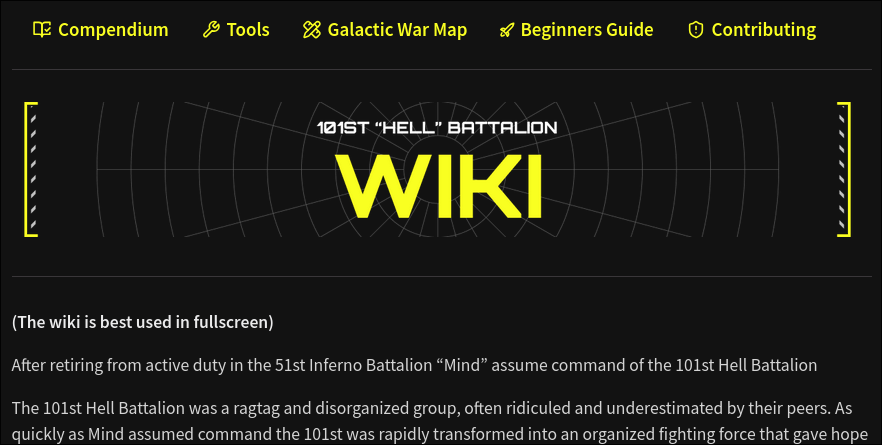 Compendium Tools Galactic War Map Beginners Guide Contributing
101ST “HELL” BATTALION
WIKI
(The wiki is best used in fullscreen)
After retiring from active duty in the 51st Inferno Battalion “Mind” assume command of the 101st Hell Battalion
The 101st Hell Battalion was a ragtag and disorganized group, often ridiculed and underestimated by their peers. As
quickly as Mind assumed command the 101st was rapidly transformed into an organized fighting force that gave hope